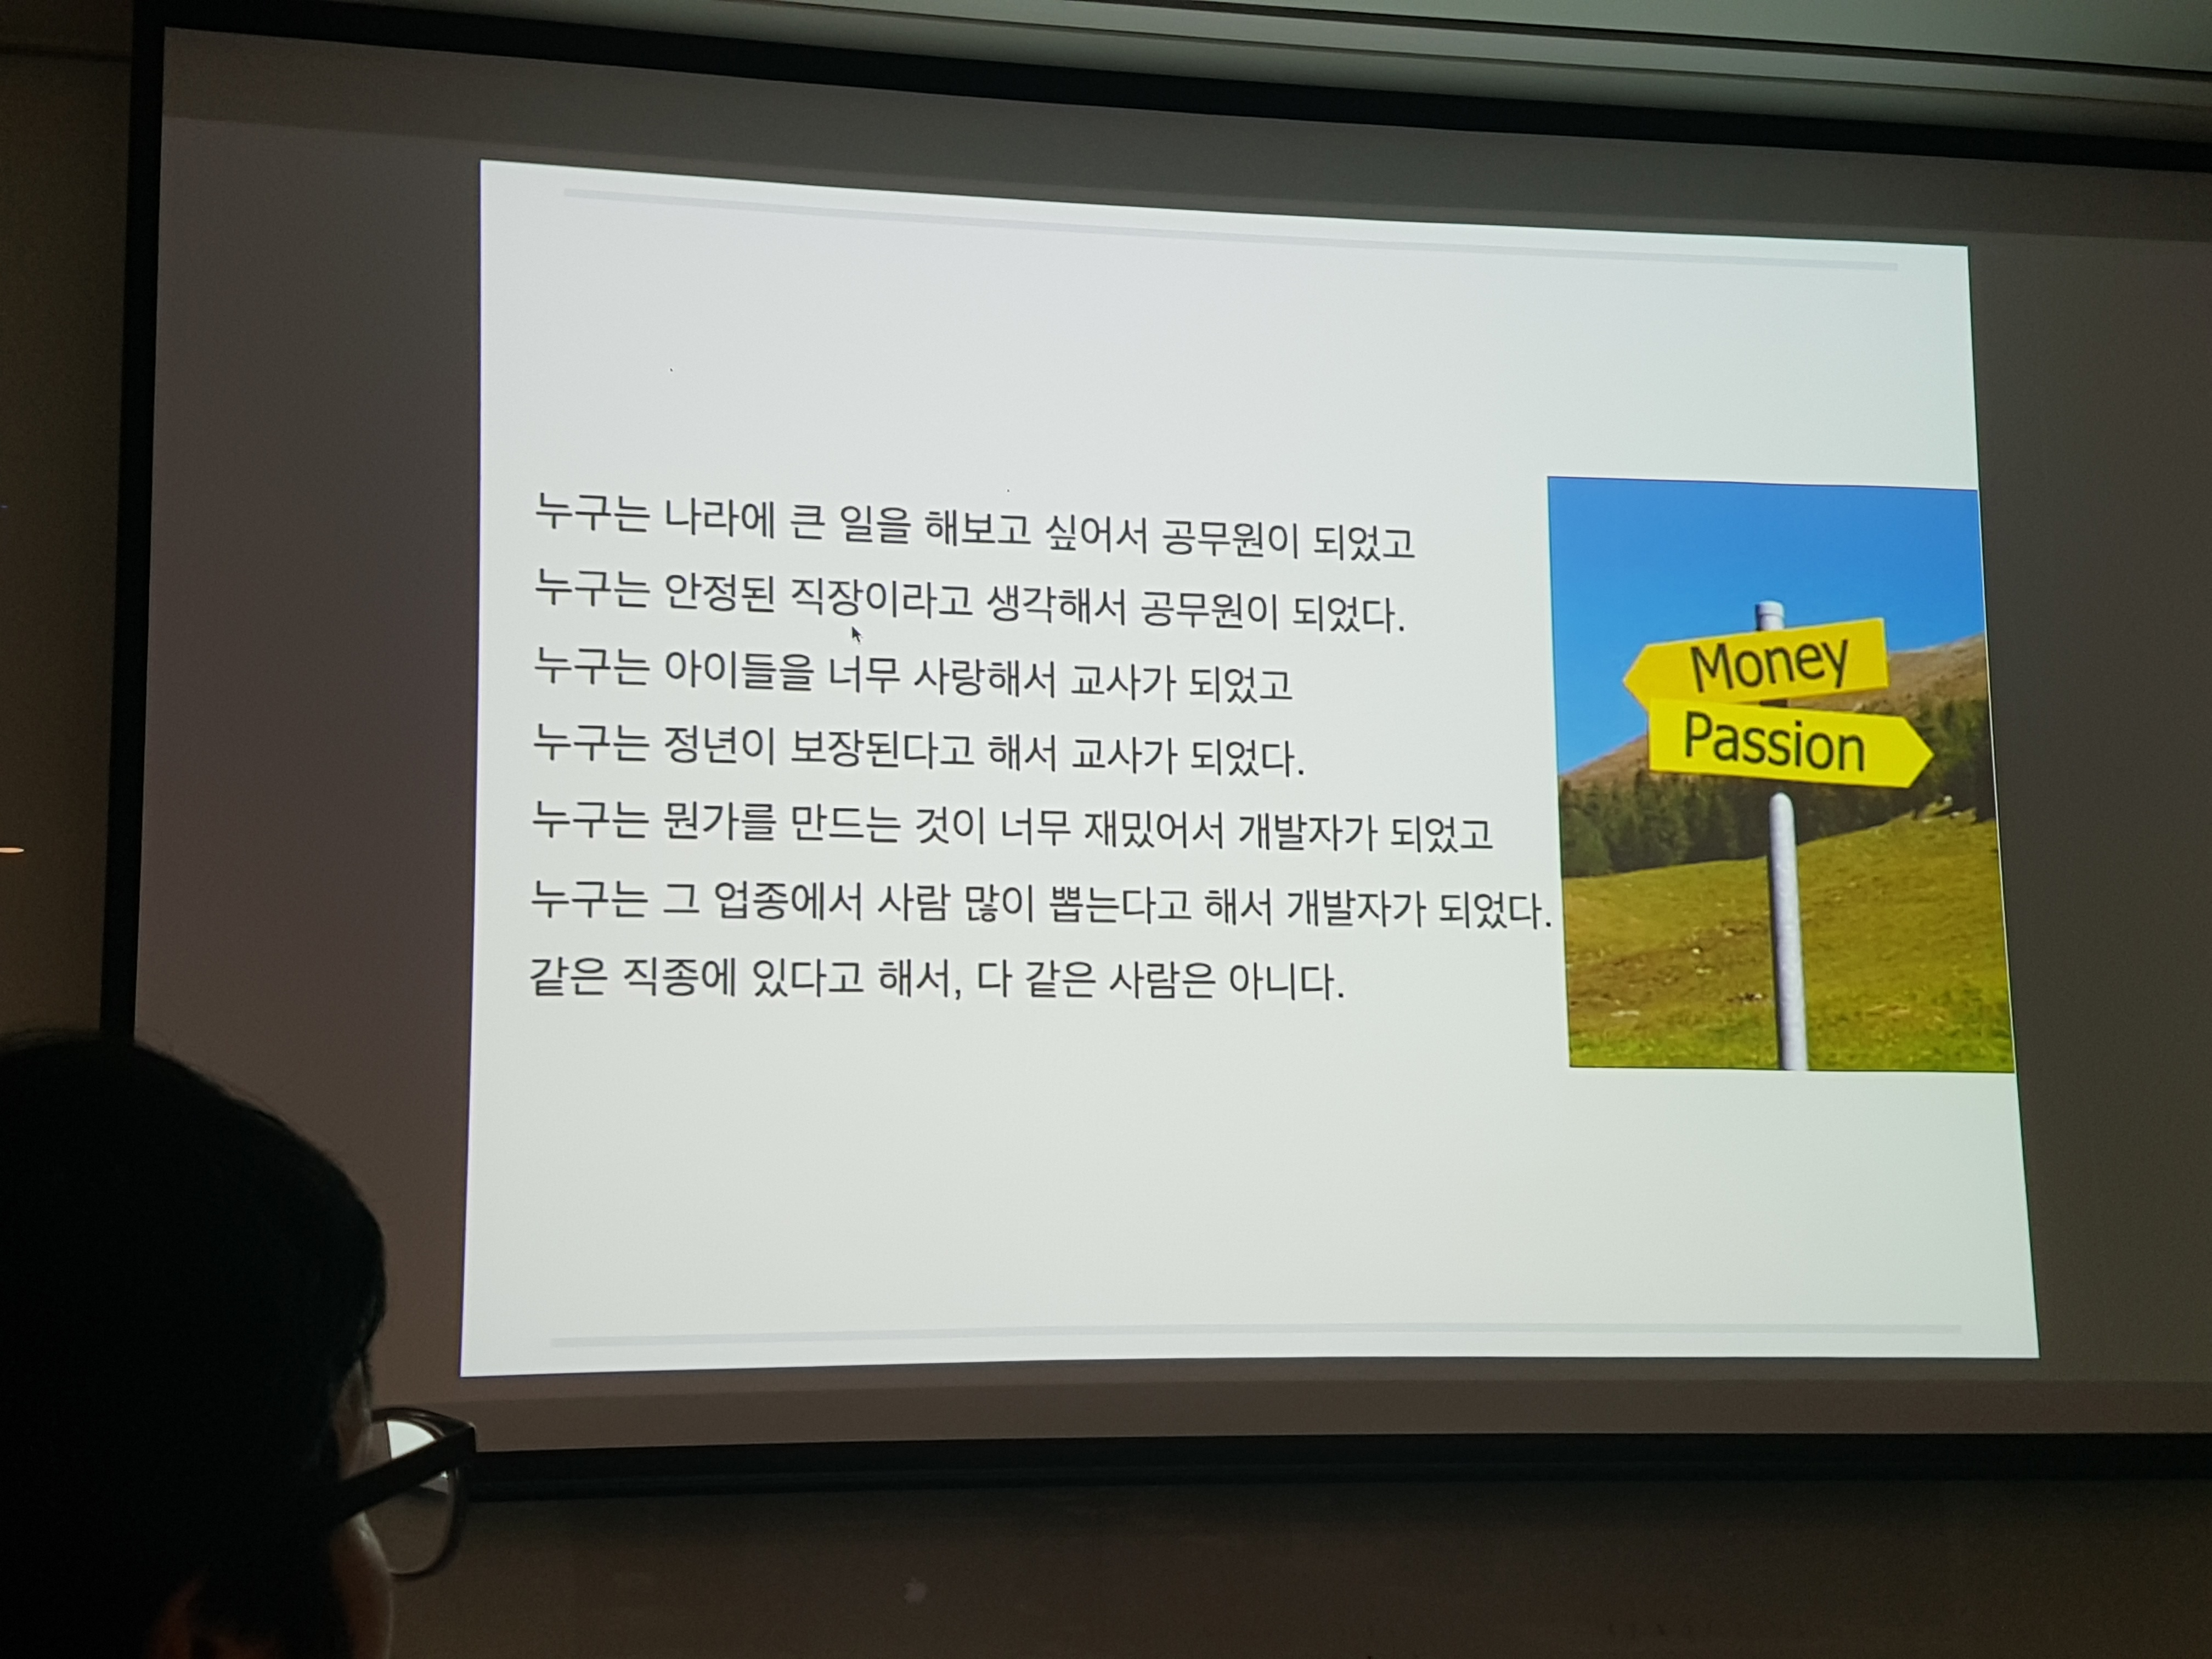 누구는 나라에 큰 일을 해보고 싶어서 공무원이 되었고
누구는 안정된 직장이라고 생각해서 공무원이 되었다.
누구는 아이들을 너무 사랑해서 교사가 되었고
누구는 정년이 보장된다고 해서 교사가 되었다.
누구는 뭔가를 만드는 것이 너무 재밌어서 개발자가 되었고
누구는 그 업종에서 사람 많이 뽑는다고 해서 개발자가 되었다.
같은 직종에 있다고 해서, 다 같은 사람은 아니다.
Money
Passion